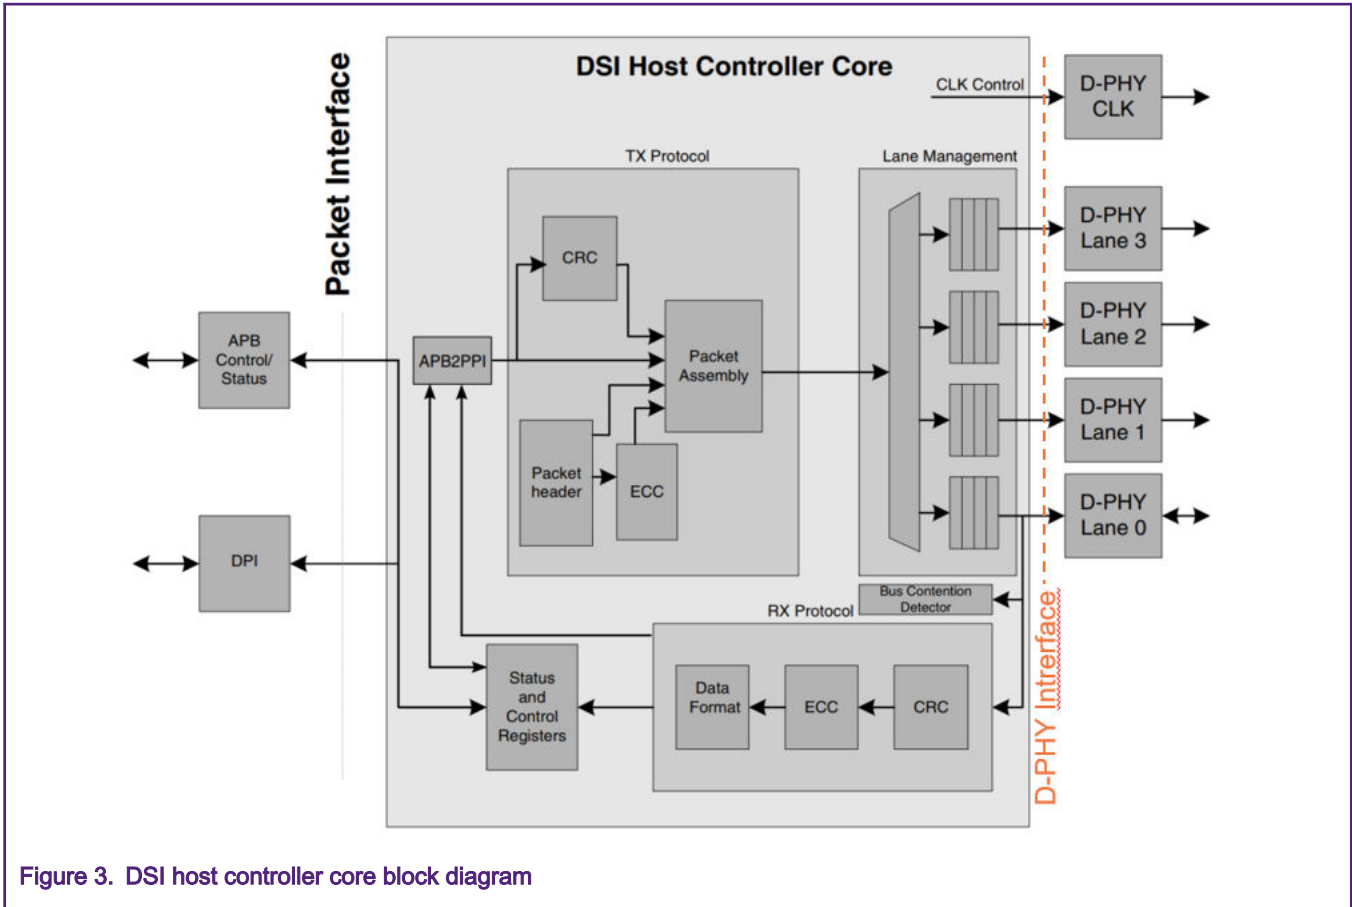 DSI Host Controller Core
Packet Interface
CLK Control
D-PHY
CLK
TX Protocol
Lane Management
CRC
D-PHY
Lane 3
APB
Control/
Status
APB2PPI
Packet
Assembly
D-PHY
Lane 2
D-PHY
Lane 1
Packet
header
ECC
D-PHY
Lane 0
DPI
Bus Contention
Detector
RX Protocol
D-PHY Intrerface
Status
and
Control
Registers
Data
Format
ECC
CRC
Figure 3. DSI host controller core block diagram